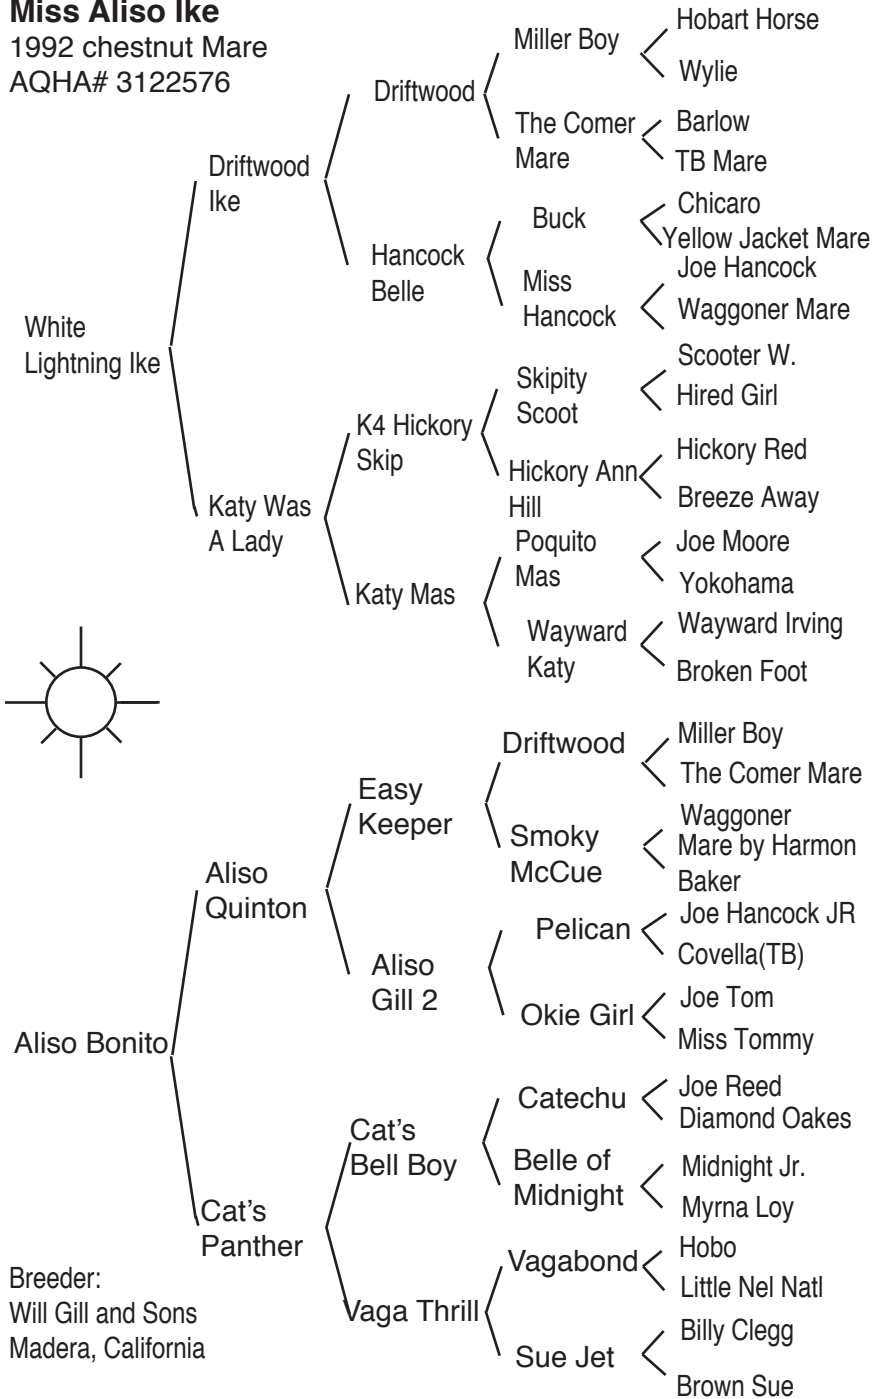 Miss Aliso Ike
1992 chestnut Mare
AQHA# 3122576
White
Lightning Ike
Driftwood
Ike
Driftwood
Miller Boy
Hobart Horse
Wylie
The Comer
Mare
Barlow
TB Mare
Hancock
Belle
Buck
Chicaro
Yellow Jacket Mare
Miss
Hancock
Joe Hancock
Waggoner Mare
Katy Was
A Lady
K4 Hickory
Skip
Skipity
Scoot
Scooter W.
Hired Girl
Hickory Ann
Hill
Hickory Red
Breeze Away
Katy Mas
Poquito
Mas
Joe Moore
Yokohama
Wayward
Katy
Wayward Irving
Broken Foot
Aliso Bonito
Aliso
Quinton
Easy
Keeper
Driftwood
Miller Boy
The Comer Mare
Smoky
McCue
Waggoner
Mare by Harmon
Baker
Aliso
Gill 2
Pelican
Joe Hancock JR
Covella(TB)
Okie Girl
Joe Tom
Miss Tommy
Cat's
Panther
Cat's
Bell Boy
Catechu
Joe Reed
Diamond Oakes
Belle of
Midnight
Midnight Jr.
Myrna Loy
Vaga Thrill
Vagabond
Hobo
Little Nel Natl
Sue Jet
Billy Clegg
Brown Sue
Breeder:
Will Gill and Sons
Madera, California